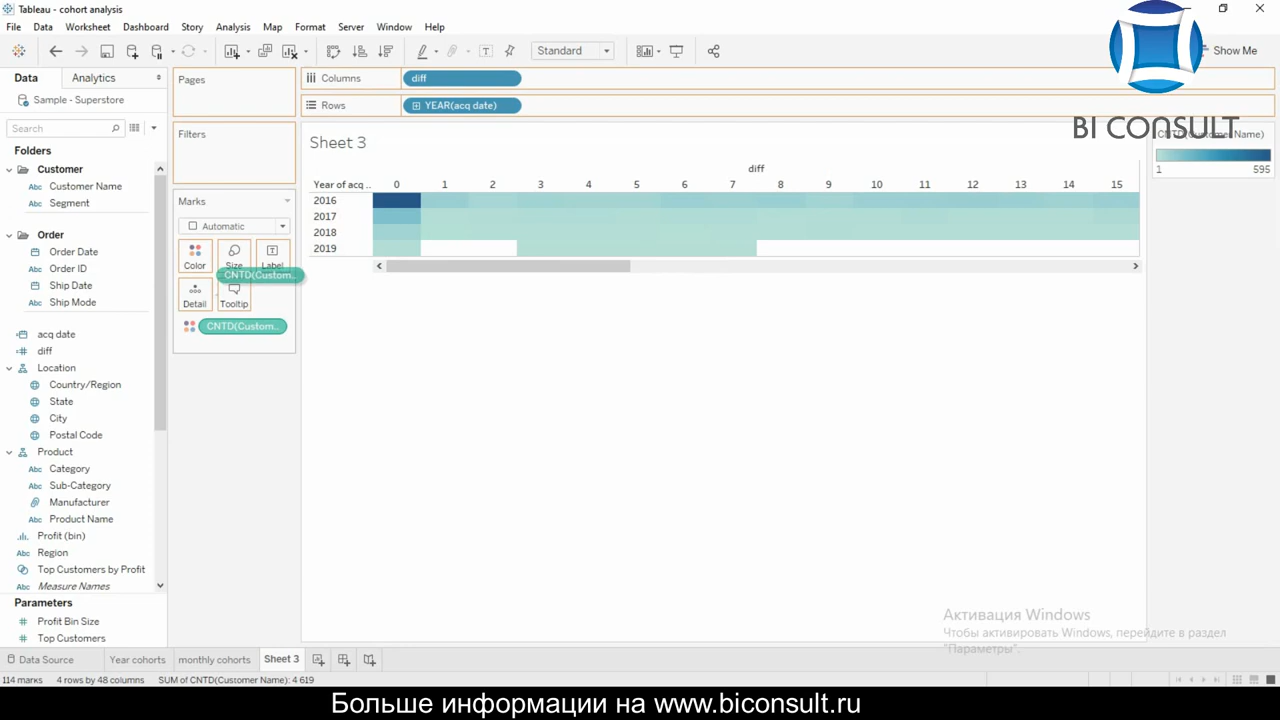 Tableau - cohort analysis
File Data Worksheet Dashboard Story Analysis Map Format Server Window Help
Standard
Show Me
Data Analytics
Pages
Columns diff
Sample - Superstore
Rows YEAR(acq date)
Search
Filters
BI CONSULT
Folders
Sheet 3
Customer
diff
1 595
Customer Name
Year of acq .. 0 1 2 3 4 5 6 7 8 9 10 11 12 13 14 15
Segment
Marks
2016
2017
2018
2019
Automatic
Order
Order Date
Color Size Label
Order ID
CNTD(Custom..
Ship Date
Ship Mode
Detail Tooltip
CNTD(Custom..
acq date
diff
Location
Country/Region
State
City
Postal Code
Product
Category
Sub-Category
Manufacturer
Product Name
Profit (bin)
Region
Top Customers by Profit
Measure Names
Parameters
Profit Bin Size
Top Customers
Активация Windows
Чтобы активировать Windows, перейдите в раздел
"Параметры".
Data Source Year cohorts monthly cohorts Sheet 3
114 marks 4 rows by 48 columns SUM of CNTD(Customer Name): 4 619
Больше информации на www.biconsult.ru